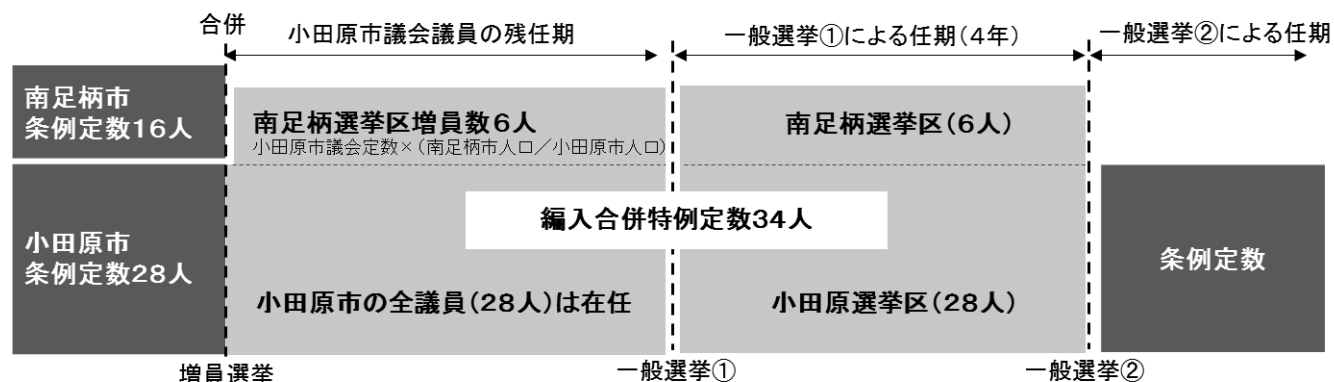 合併
小田原市議会議員の残任期
一般選挙①による任期(4年)
一般選挙②による任期
南足柄市
条例定数16人
南足柄選挙区増員数6人
小田原市議会定数×(南足柄市人口/小田原市人口)
南足柄選挙区(6人)
編入合併特例定数34人
小田原市
条例定数28人
小田原市の全議員(28人)は在任
小田原選挙区(28人)
条例定数
増員選挙
一般選挙①
一般選挙②